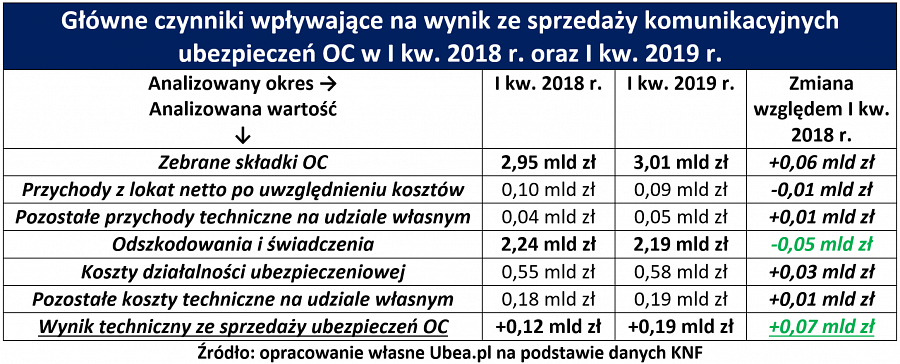 Główne czynniki wpływające na wynik ze sprzedaży komunikacyjnych
ubezpieczeń OC w I kw. 2018 r. oraz I kw. 2019 r.
Analizowany okres → I kw. 2018 r. I kw. 2019 r. Zmiana
Analizowana wartość względem I kw.
↓ 2018 r.
Zebrane składki OC 2,95 mld zł 3,01 mld zł +0,06 mld zł
Przychody z lokat netto po uwzględnieniu kosztów 0,10 mld zł 0,09 mld zł -0,01 mld zł
Pozostałe przychody techniczne na udziale własnym 0,04 mld zł 0,05 mld zł +0,01 mld zł
Odszkodowania i świadczenia 2,24 mld zł 2,19 mld zł -0,05 mld zł
Koszty działalności ubezpieczeniowej 0,55 mld zł 0,58 mld zł +0,03 mld zł
Pozostałe koszty techniczne na udziale własnym 0,18 mld zł 0,19 mld zł +0,01 mld zł
Wynik techniczny ze sprzedaży ubezpieczeń OC +0,12 mld zł +0,19 mld zł +0,07 mld zł
Źródło: opracowanie własne Ubea.pl na podstawie danych KNF